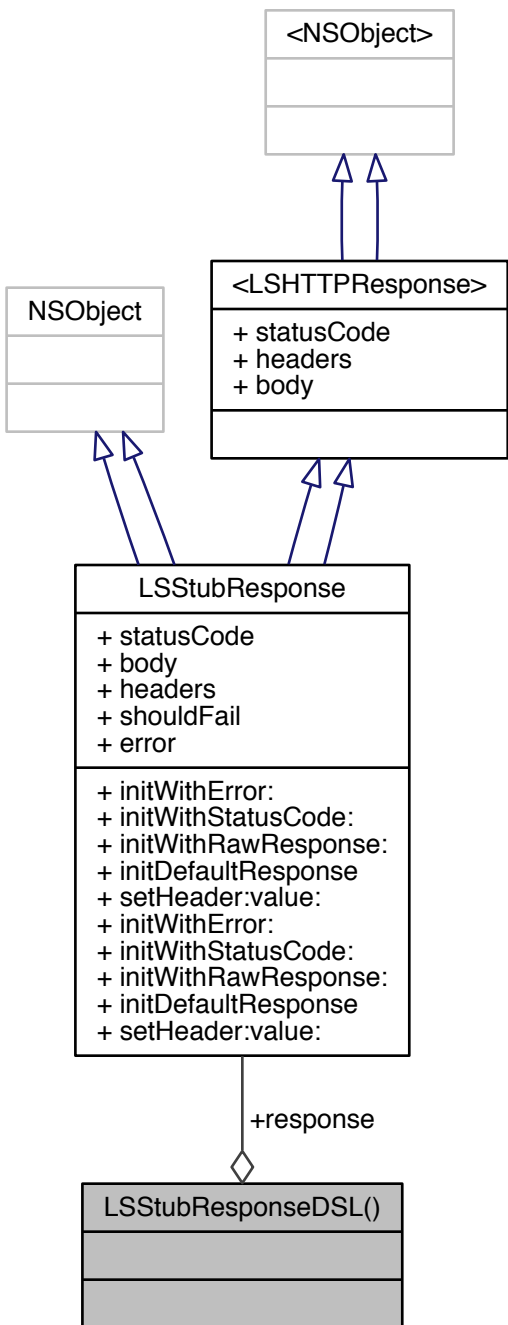 <NSObject>
<LSHTTPResponse>
+ statusCode
+ headers
+ body
NSObject
LSStubResponse
+ statusCode
+ body
+ headers
+ shouldFail
+ error
+ initWithError:
+ initWithStatusCode:
+ initWithRawResponse:
+ initDefaultResponse
+ setHeader:value:
+ initWithError:
+ initWithStatusCode:
+ initWithRawResponse:
+ initDefaultResponse
+ setHeader:value:
+response
LSStubResponseDSL()